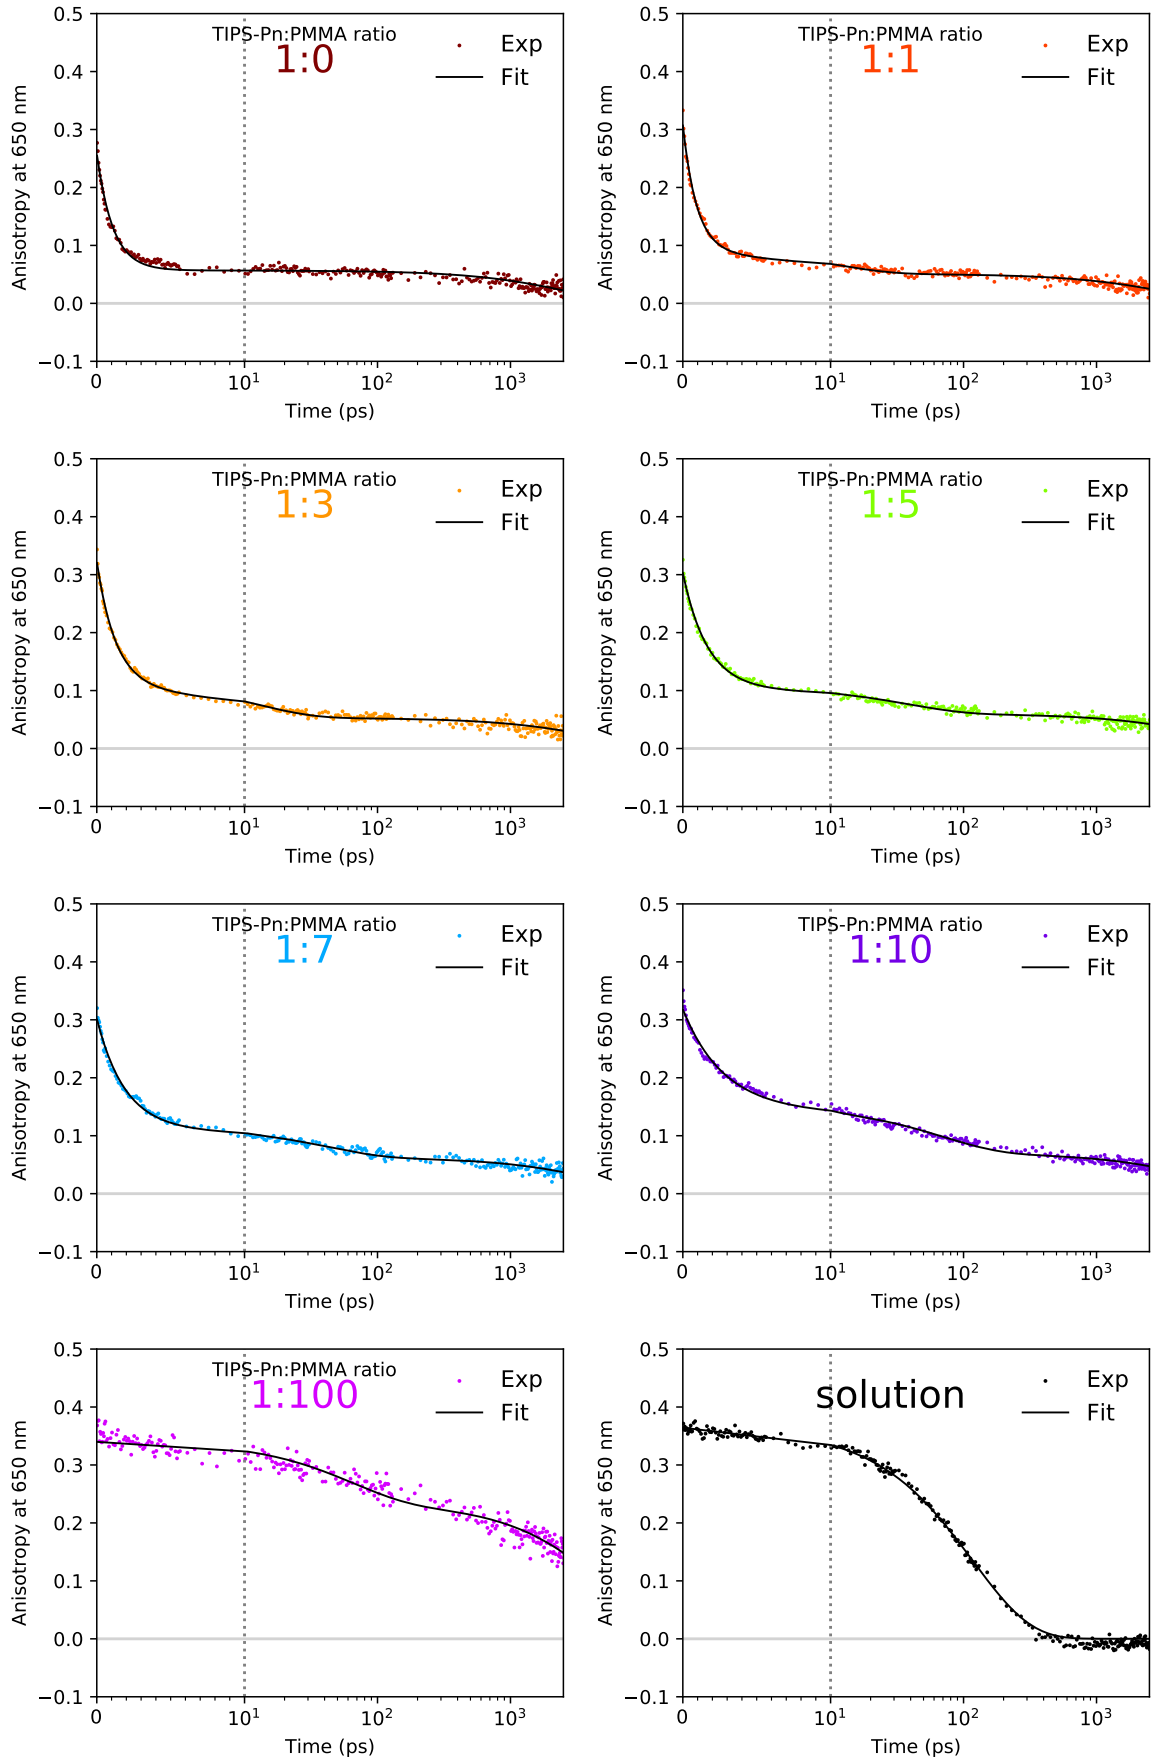 TIPS-Pn:PMMA ratio
1:0
Exp
Fit
0.5
0.4
0.3
0.2
0.1
0.0
−0.1
Anisotropy at 650 nm
0 10¹ 10² 10³
Time (ps)
TIPS-Pn:PMMA ratio
1:1
Exp
Fit
0.5
0.4
0.3
0.2
0.1
0.0
−0.1
Anisotropy at 650 nm
0 10¹ 10² 10³
Time (ps)
TIPS-Pn:PMMA ratio
1:3
Exp
Fit
0.5
0.4
0.3
0.2
0.1
0.0
−0.1
Anisotropy at 650 nm
0 10¹ 10² 10³
Time (ps)
TIPS-Pn:PMMA ratio
1:5
Exp
Fit
0.5
0.4
0.3
0.2
0.1
0.0
−0.1
Anisotropy at 650 nm
0 10¹ 10² 10³
Time (ps)
TIPS-Pn:PMMA ratio
1:7
Exp
Fit
0.5
0.4
0.3
0.2
0.1
0.0
−0.1
Anisotropy at 650 nm
0 10¹ 10² 10³
Time (ps)
TIPS-Pn:PMMA ratio
1:10
Exp
Fit
0.5
0.4
0.3
0.2
0.1
0.0
−0.1
Anisotropy at 650 nm
0 10¹ 10² 10³
Time (ps)
TIPS-Pn:PMMA ratio
1:100
Exp
Fit
0.5
0.4
0.3
0.2
0.1
0.0
−0.1
Anisotropy at 650 nm
0 10¹ 10² 10³
Time (ps)
solution
Exp
Fit
0.5
0.4
0.3
0.2
0.1
0.0
−0.1
Anisotropy at 650 nm
0 10¹ 10² 10³
Time (ps)